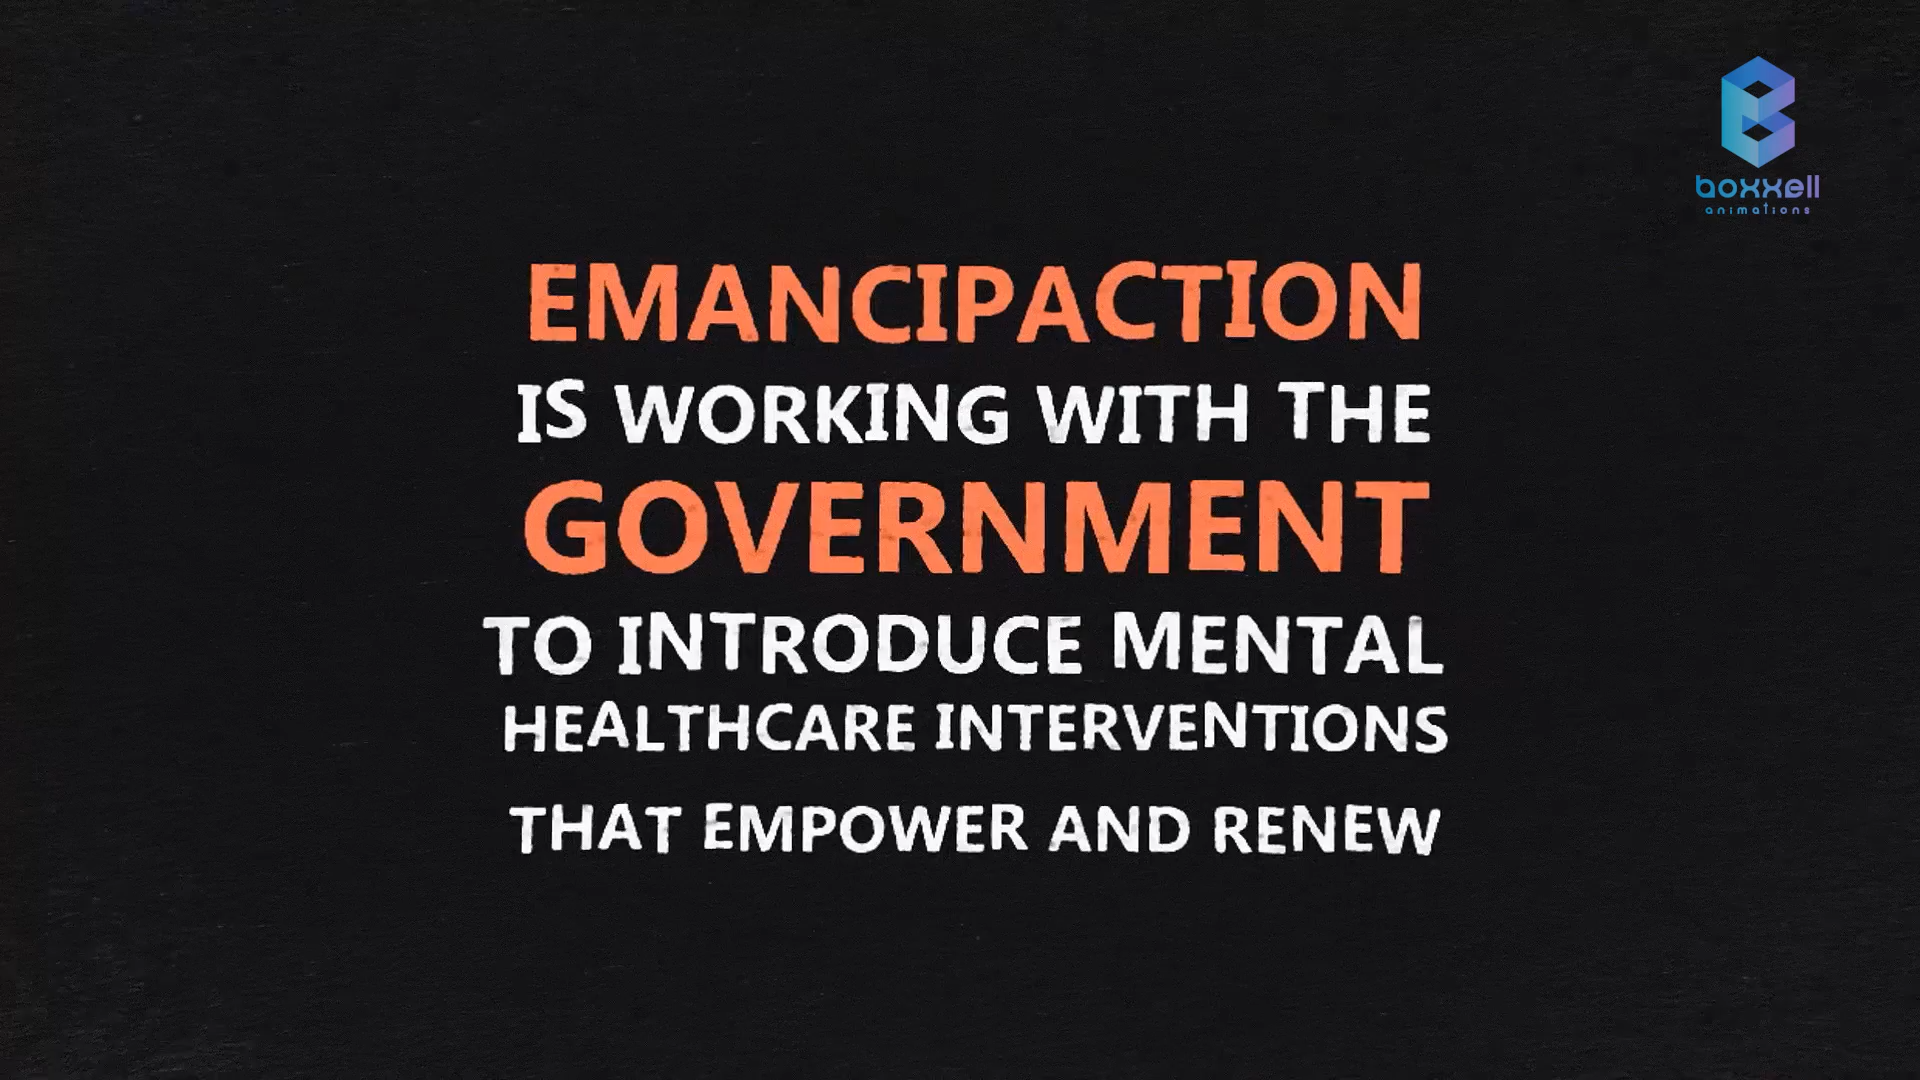 boxxell
animations
EMANCIPACTION
IS WORKING WITH THE
GOVERNMENT
TO INTRODUCE MENTAL
HEALTHCARE INTERVENTIONS
THAT EMPOWER AND RENEW